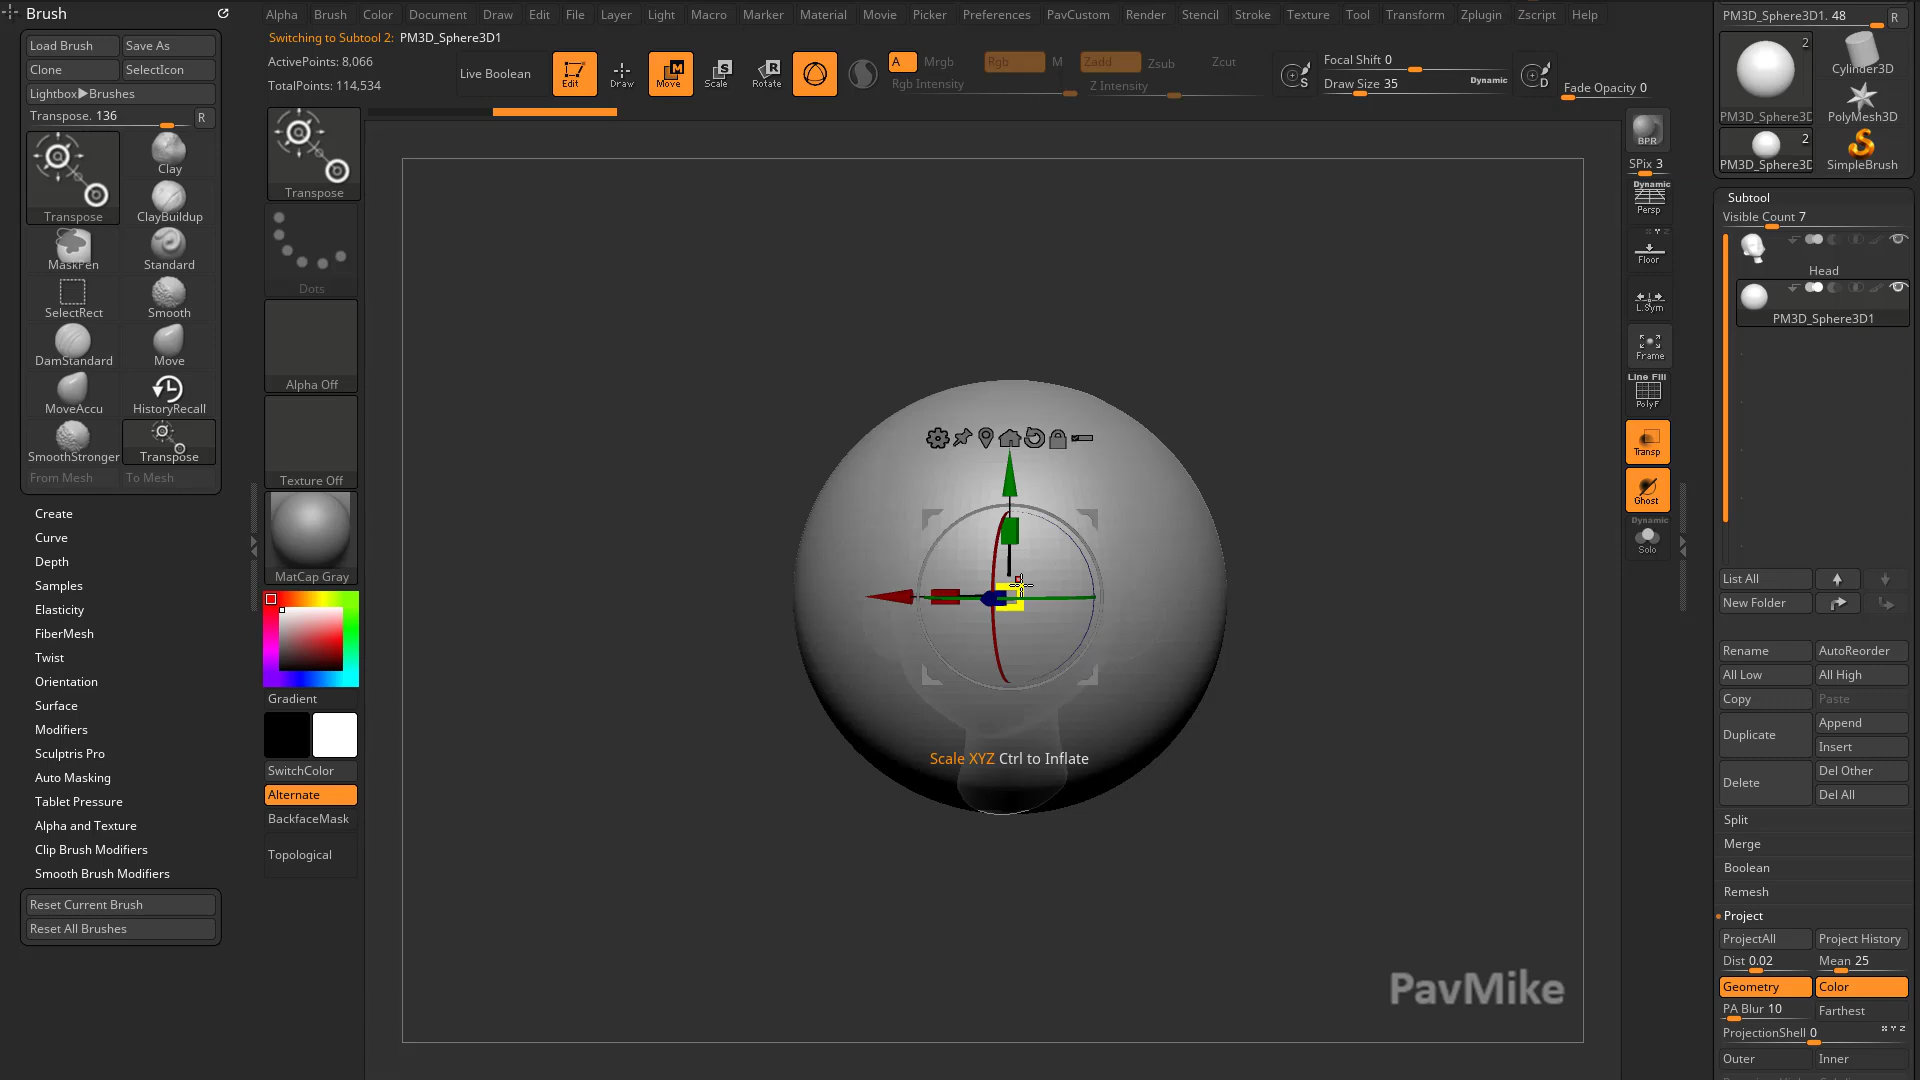 Brush
Load Brush
Save As
Clone
SelectIcon
Lightbox▶Brushes
Transpose. 136
R
Transpose
Clay
ClayBuildup
MaskPen
Standard
SelectRect
Smooth
DamStandard
Move
MoveAccu
HistoryRecall
SmoothStronger
Transpose
From Mesh
To Mesh
Create
Curve
Depth
Samples
Elasticity
FiberMesh
Twist
Orientation
Surface
Modifiers
Sculptris Pro
Auto Masking
Tablet Pressure
Alpha and Texture
Clip Brush Modifiers
Smooth Brush Modifiers
Reset Current Brush
Reset All Brushes
Alpha Brush Color Document Draw Edit File Layer Light Macro Marker Material Movie Picker Preferences PavCustom Render Stencil Stroke Texture Tool Transform Zplugin Zscript Help
Switching to Subtool 2: PM3D_Sphere3D1
ActivePoints: 8,066
TotalPoints: 114,534
Live Boolean
Edit
Draw
Move
Scale
Rotate
A
Mrgb
Rgb
M
Rgb Intensity
Zadd
Zsub
Zcut
Z Intensity
S
Focal Shift 0
Draw Size 35
Dynamic
D
Fade Opacity 0
Transpose
Dots
Alpha Off
Texture Off
MatCap Gray
Gradient
SwitchColor
Alternate
BackfaceMask
Topological
Scale XYZ Ctrl to Inflate
PavMike
BPR
SPix 3
Dynamic
Persp
Floor
L.Sym
Frame
Line Fill
PolyF
Transp
Ghost
Dynamic
Solo
PM3D_Sphere3D1. 48
R
2
PM3D_Sphere3D
Cylinder3D
PolyMesh3D
2
PM3D_Sphere3D
SimpleBrush
Subtool
Visible Count 7
Head
PM3D_Sphere3D1
List All
New Folder
Rename
AutoReorder
All Low
All High
Copy
Paste
Duplicate
Append
Insert
Delete
Del Other
Del All
Split
Merge
Boolean
Remesh
Project
ProjectAll
Project History
Dist 0.02
Mean 25
Geometry
Color
PA Blur 10
Farthest
ProjectionShell 0
X Y Z
Outer
Inner